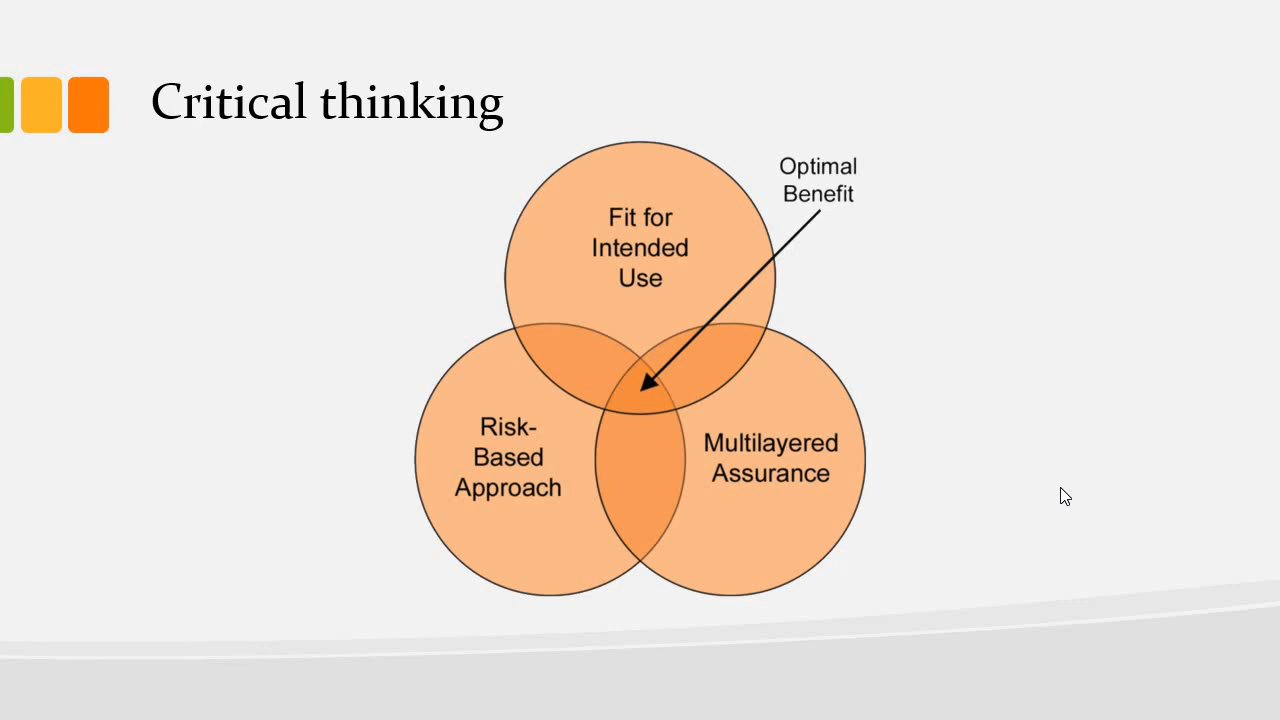 Critical thinking
Optimal
Benefit
Fit for
Intended
Use
Risk-
Based
Approach
Multilayered
Assurance